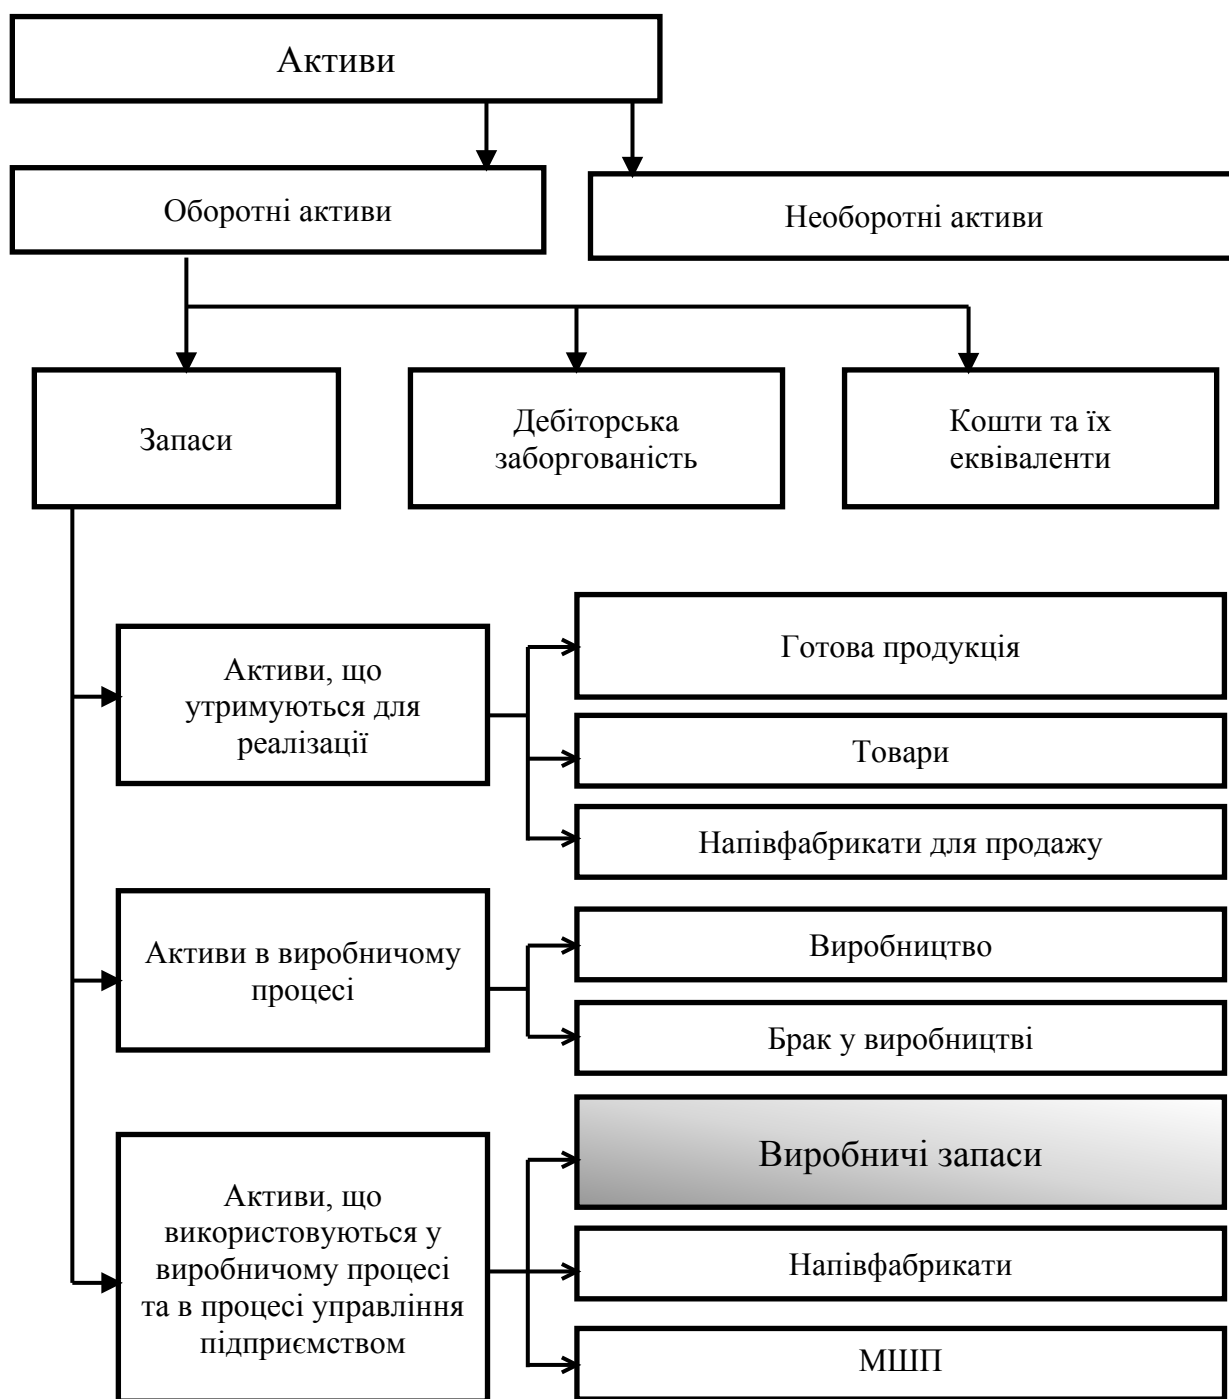 Активи
Оборотні активи
Необоротні активи
Запаси
Дебіторська
заборгованість
Кошти та їх
еквіваленти
Активи, що
утримуються для
реалізації
Готова продукція
Товари
Напівфабрикати для продажу
Активи в виробничому
процесі
Виробництво
Брак у виробництві
Активи, що
використовуються у
виробничому процесі
та в процесі управління
підприємством
Виробничі запаси
Напівфабрикати
МШП